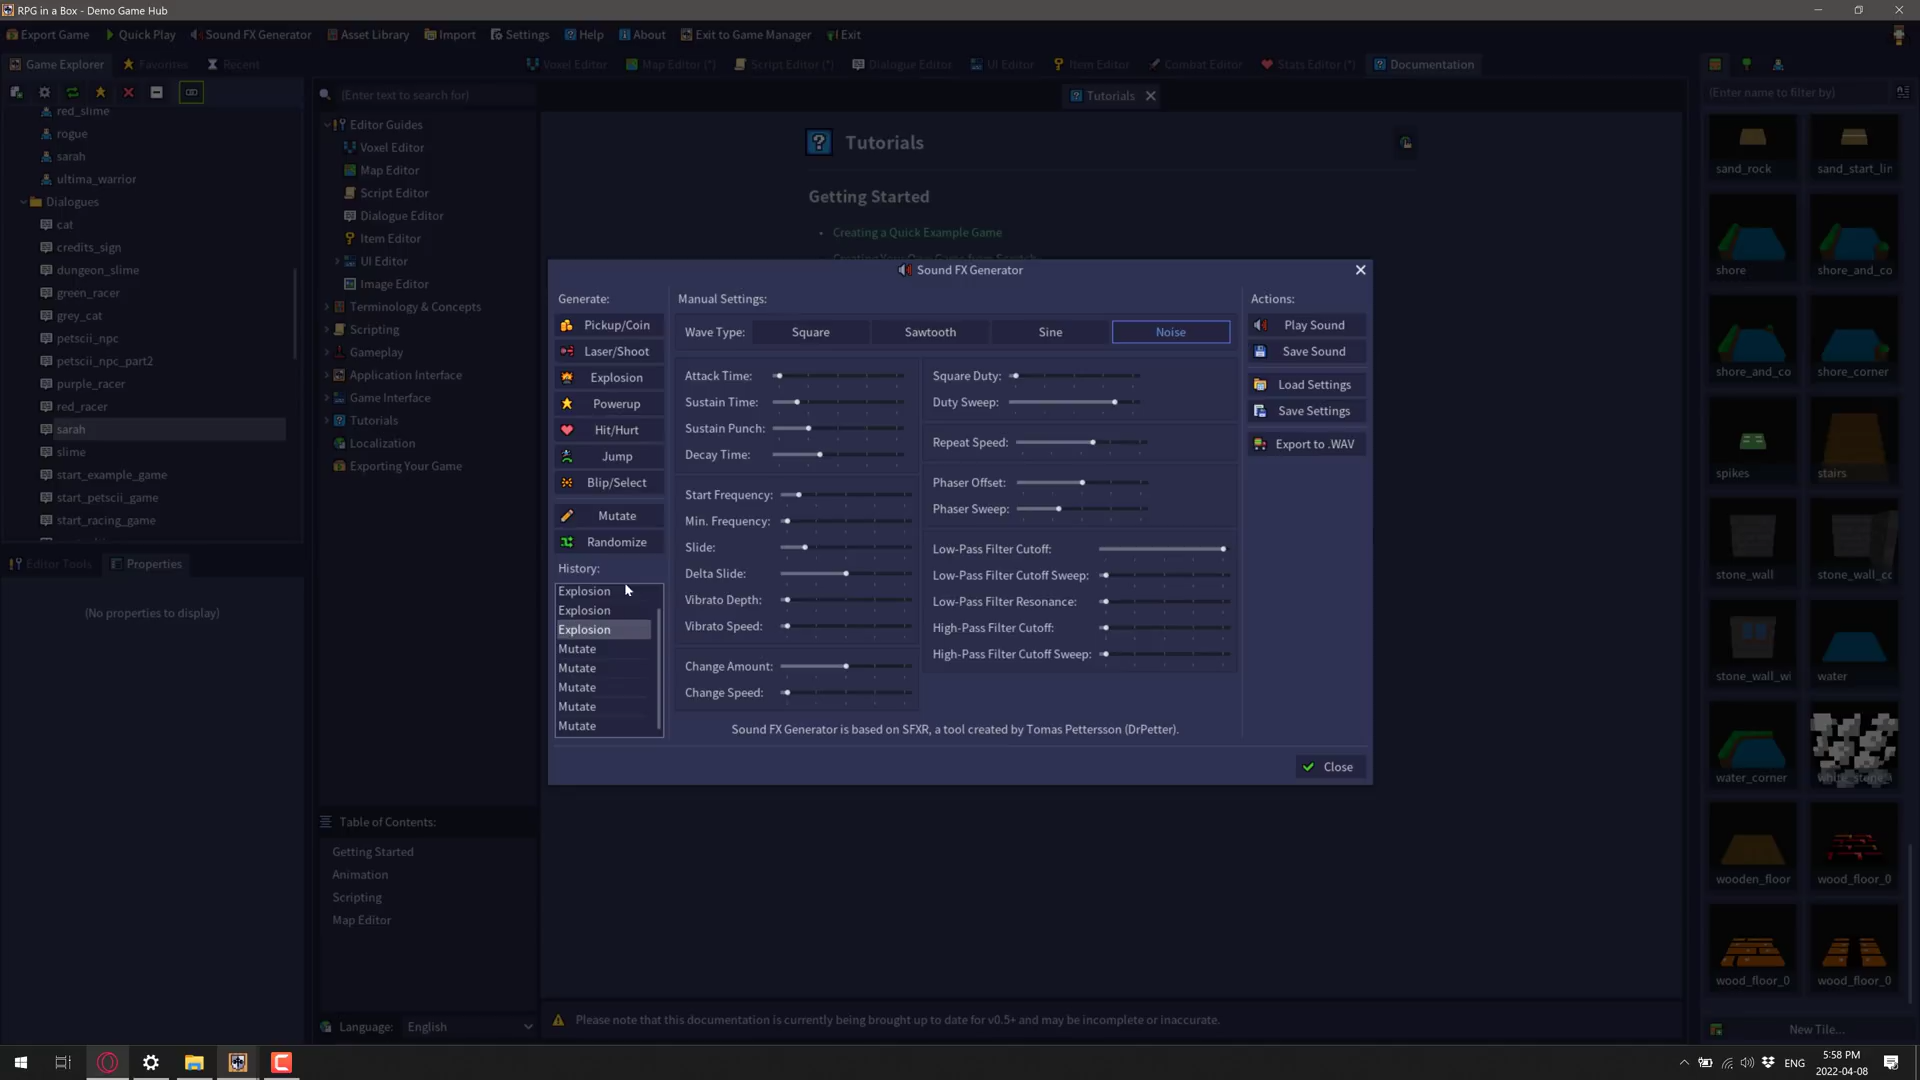 RPG in a Box - Demo Game Hub
Export Game
Quick Play
Sound FX Generator
Asset Library
Import
Settings
Help
About
Exit to Game Manager
Exit
Game Explorer
Favorites
Recent
Voxel Editor
Map Editor (*)
Script Editor (*)
Dialogue Editor
UI Editor
Item Editor
Combat Editor
Stats Editor (*)
Documentation
(Enter text to search for)
Tutorials
(Enter name to filter by)
red_slime
rogue
sarah
ultima_warrior
Dialogues
cat
credits_sign
dungeon_slime
green_racer
grey_cat
petscii_npc
petscii_npc_part2
purple_racer
red_racer
sarah
slime
start_example_game
start_petscii_game
start_racing_game
Editor Tools
Properties
(No properties to display)
Editor Guides
Voxel Editor
Map Editor
Script Editor
Dialogue Editor
Item Editor
UI Editor
Image Editor
Terminology & Concepts
Scripting
Gameplay
Application Interface
Game Interface
Tutorials
Localization
Exporting Your Game
Table of Contents:
Getting Started
Animation
Scripting
Map Editor
Language:
English
Tutorials
Getting Started
Creating a Quick Example Game
Sound FX Generator
Generate:
Pickup/Coin
Laser/Shoot
Explosion
Powerup
Hit/Hurt
Jump
Blip/Select
Mutate
Randomize
History:
Explosion
Explosion
Explosion
Mutate
Mutate
Mutate
Mutate
Mutate
Manual Settings:
Wave Type:
Square
Sawtooth
Sine
Noise
Attack Time:
Sustain Time:
Sustain Punch:
Decay Time:
Start Frequency:
Min. Frequency:
Slide:
Delta Slide:
Vibrato Depth:
Vibrato Speed:
Change Amount:
Change Speed:
Square Duty:
Duty Sweep:
Repeat Speed:
Phaser Offset:
Phaser Sweep:
Low-Pass Filter Cutoff:
Low-Pass Filter Cutoff Sweep:
Low-Pass Filter Resonance:
High-Pass Filter Cutoff:
High-Pass Filter Cutoff Sweep:
Sound FX Generator is based on SFXR, a tool created by Tomas Pettersson (DrPetter).
Actions:
Play Sound
Save Sound
Load Settings
Save Settings
Export to .WAV
Close
Please note that this documentation is currently being brought up to date for v0.5+ and may be incomplete or inaccurate.
sand_rock
sand_start_lin
shore
shore_and_co
shore_and_co
shore_corner
spikes
stairs
stone_wall
stone_wall_co
stone_wall_wi
water
water_corner
wooden_floor
wood_floor_0
wood_floor_0
wood_floor_0
New Tile...
ENG
5:58 PM
2022-04-08